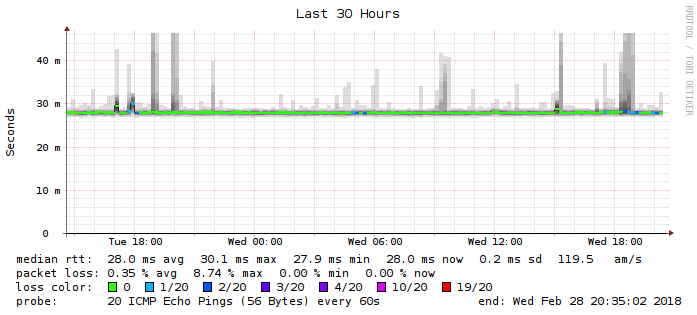 Last 30 Hours
RRDTOOL / TOBI OETIKER
Seconds
40 m
30 m
20 m
10 m
0
Tue 18:00 Wed 00:00 Wed 06:00 Wed 12:00 Wed 18:00
median rtt: 28.0 ms avg 30.1 ms max 27.9 ms min 28.0 ms now 0.2 ms sd 119.5 am/s
packet loss: 0.35 % avg 8.74 % max 0.00 % min 0.00 % now
loss color: 0 1/20 2/20 3/20 4/20 10/20 19/20
probe: 20 ICMP Echo Pings (56 Bytes) every 60s end: Wed Feb 28 20:35:02 2018